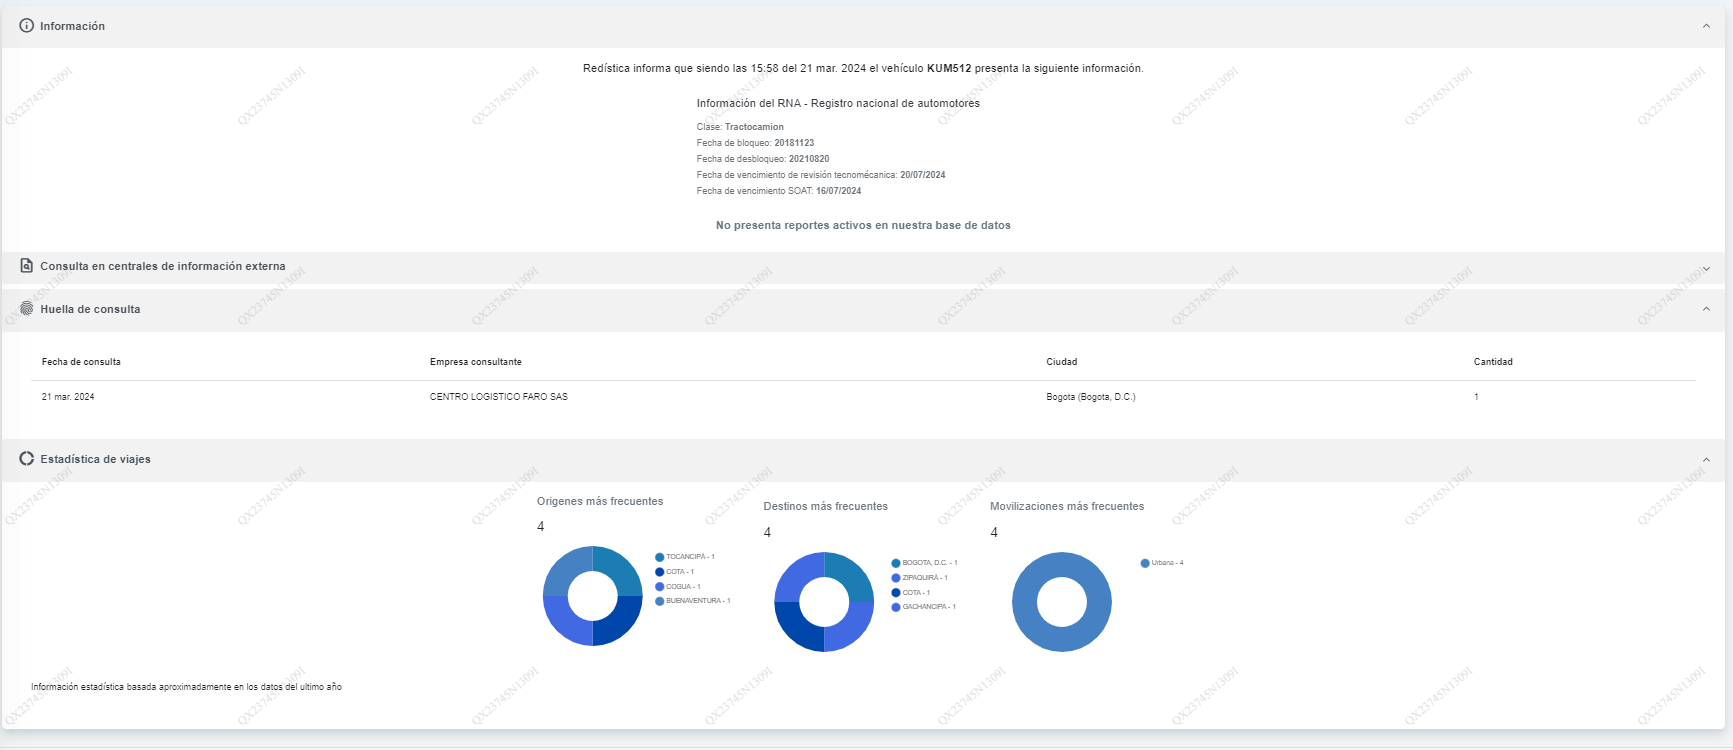 Información
Redística informa que siendo las 15:58 del 21 mar. 2024 el vehículo KUM512 presenta la siguiente información.
Información del RNA - Registro nacional de automotores
Clase: Tractocamion
Fecha de bloqueo: 20181123
Fecha de desbloqueo: 20210820
Fecha de vencimiento de revisión tecnomécanica: 20/07/2024
Fecha de vencimiento SOAT: 16/07/2024
No presenta reportes activos en nuestra base de datos
Consulta en centrales de información externa
Huella de consulta
Fecha de consulta Empresa consultante Ciudad Cantidad
21 mar. 2024 CENTRO LOGISTICO FARO SAS Bogota (Bogota, D.C.) 1
Estadística de viajes
Origenes más frecuentes
4
TOCANCIPÁ - 1
COTA - 1
COGUA - 1
BUENAVENTURA - 1
Destinos más frecuentes
4
BOGOTA, D.C. - 1
ZIPAQUIRÁ - 1
COTA - 1
GACHANCIPA - 1
Movilizaciones más frecuentes
4
Urbana - 4
Información estadística basada aproximadamente en los datos del ultimo año
QX23745N1309I